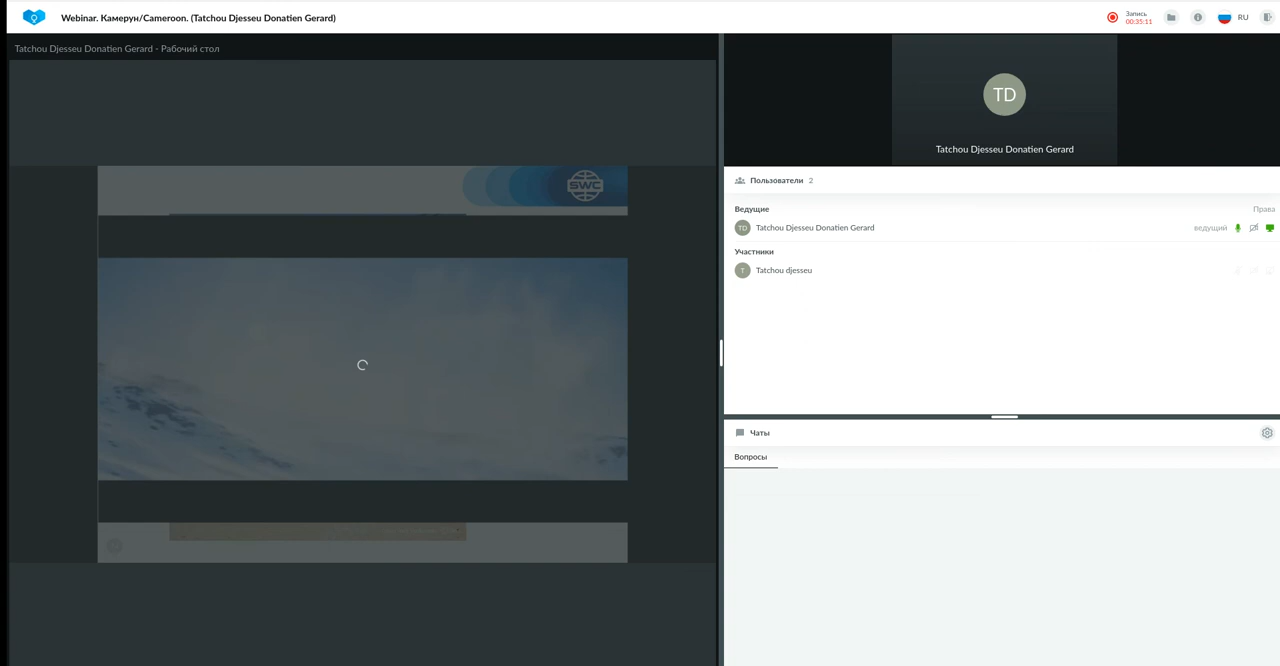 Webinar. Камерун/Cameroon. (Tatchou Djesseu Donatien Gerard)
Запись
00:35:11
RU
Tatchou Djesseu Donatien Gerard - Рабочий стол
SWC
TD
Tatchou Djesseu Donatien Gerard
Пользователи 2
Ведущие
Права
TD Tatchou Djesseu Donatien Gerard ведущий
Участники
T Tatchou djesseu
Чаты
Вопросы